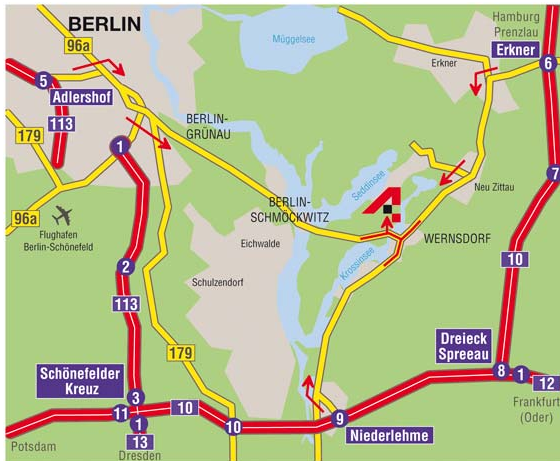 BERLIN
Hamburg
Prenzlau
96a
Müggelsee
Erkner
Erkner
6
5
Adlershof
113
179
BERLIN-
GRÜNAU
1
7
Seddinsee
Neu Zittau
BERLIN-
SCHMÖCKWITZ
96a
Flughafen
Berlin-Schönefeld
Eichwalde
WERNSDORF
Krossinsee
10
2
Schulzendorf
113
Dreieck
Spreeau
179
Schönefelder
Kreuz
8
1
12
3
11
10
Frankfurt
(Oder)
1
10
9
Niederlehme
13
Potsdam
Dresden